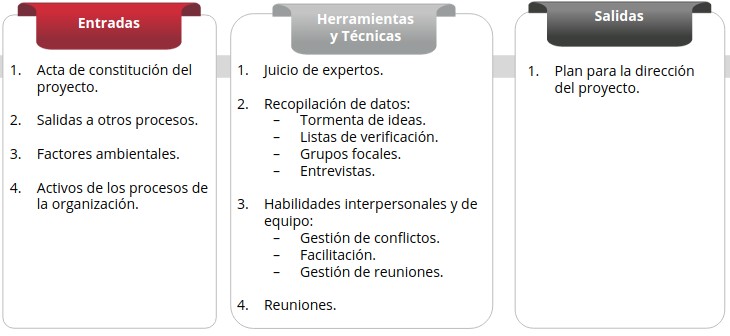 Entradas
1. Acta de constitución del
proyecto.
2. Salidas a otros procesos.
3. Factores ambientales.
4. Activos de los procesos de
la organización.
Herramientas
y Técnicas
1. Juicio de expertos.
2. Recopilación de datos:
– Tormenta de ideas.
– Listas de verificación.
– Grupos focales.
– Entrevistas.
3. Habilidades interpersonales y de
equipo:
– Gestión de conflictos.
– Facilitación.
– Gestión de reuniones.
4. Reuniones.
Salidas
1. Plan para la dirección
del proyecto.